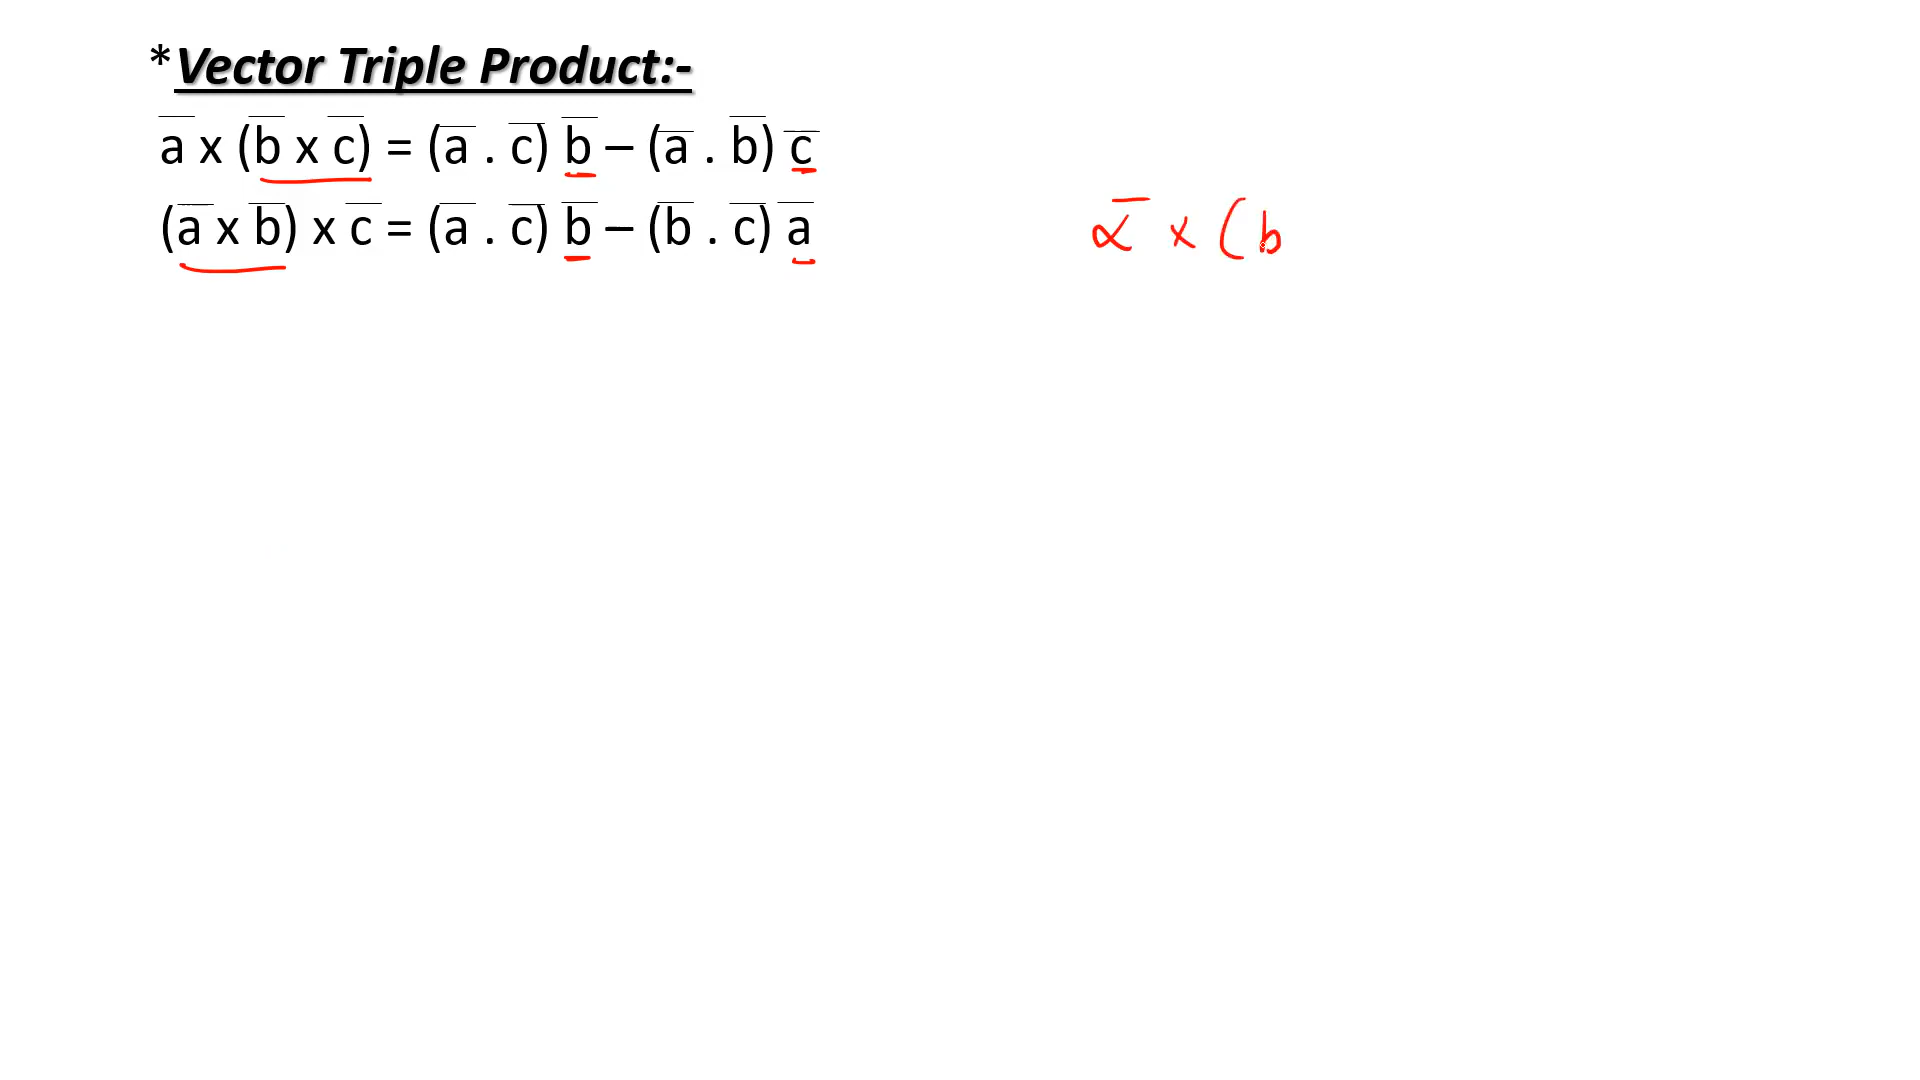 *Vector Triple Product:-
a̅ x (b̅ x c̅) = (a̅ . c̅) b̅ – (a̅ . b̅) c̅
(a̅ x b̅) x c̅ = (a̅ . c̅) b̅ – (b̅ . c̅) a̅
α̅ x (b